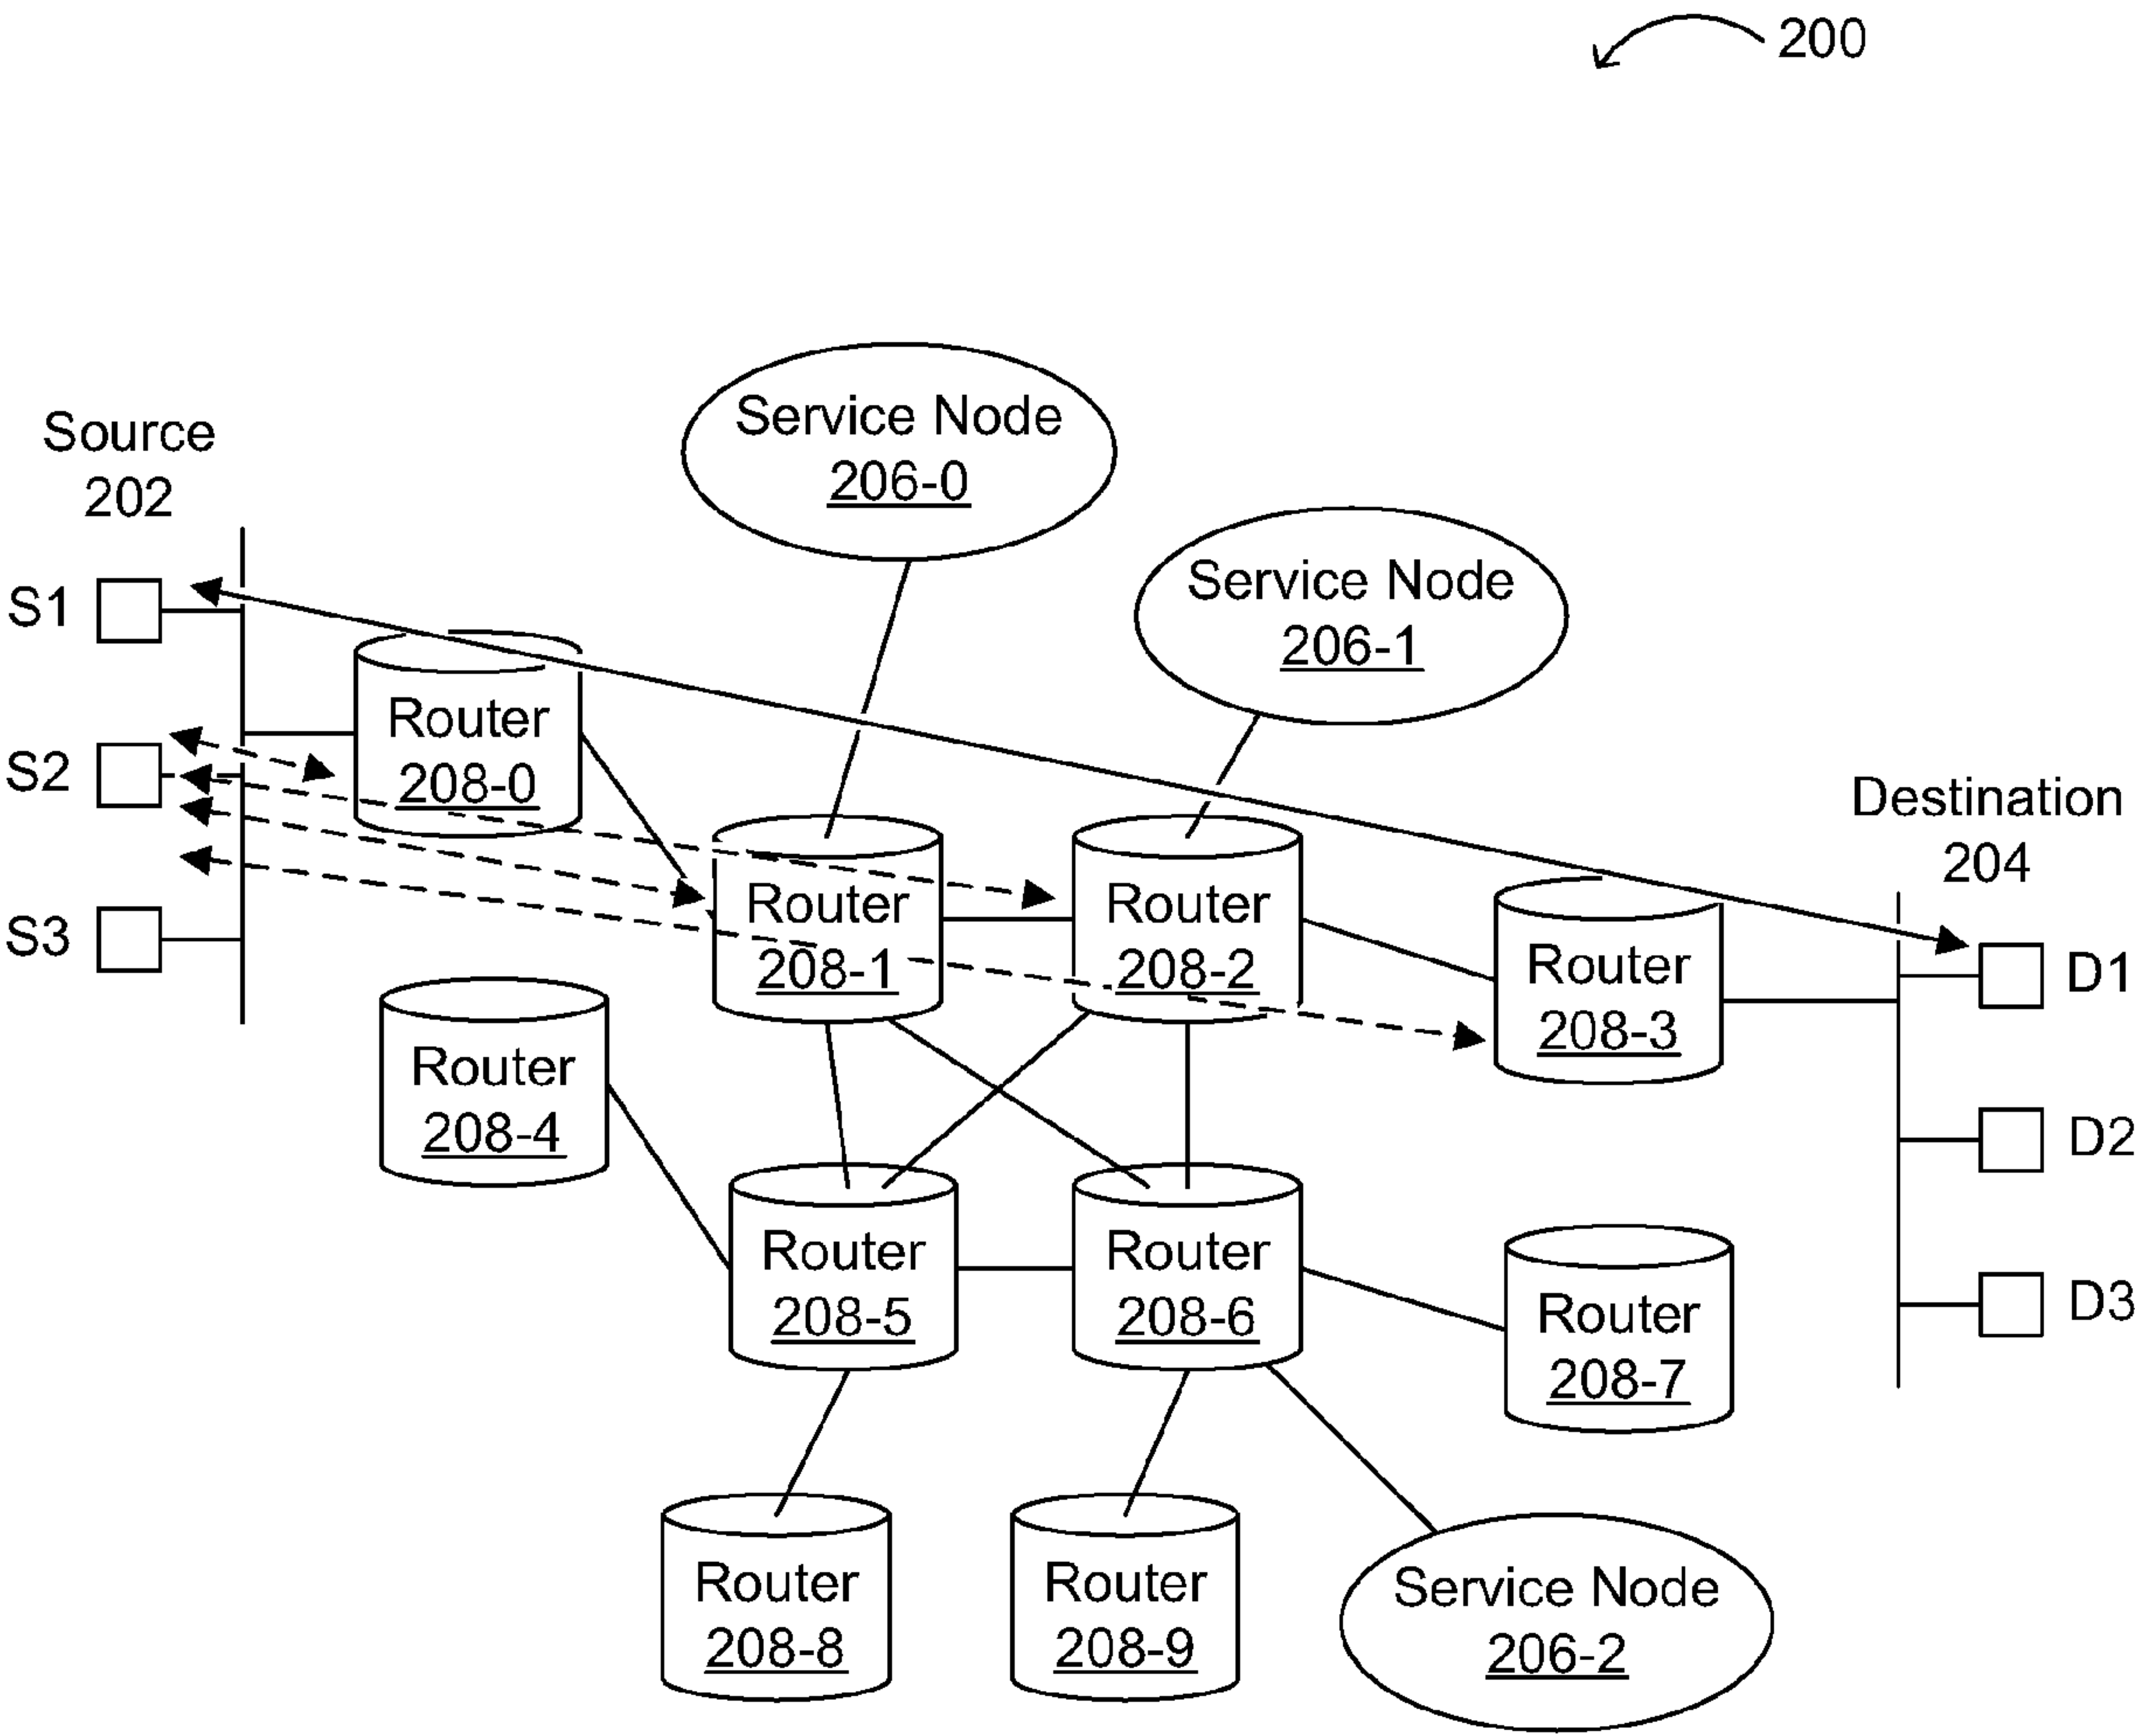 200
Service Node
206-0
Source
202
Service Node
206-1
S1
Router
208-0
S2
Destination
204
Router
208-1
Router
208-2
S3
Router
208-3
D1
Router
208-4
D2
Router
208-5
Router
208-6
Router
208-7
D3
Router
208-8
Router
208-9
Service Node
206-2